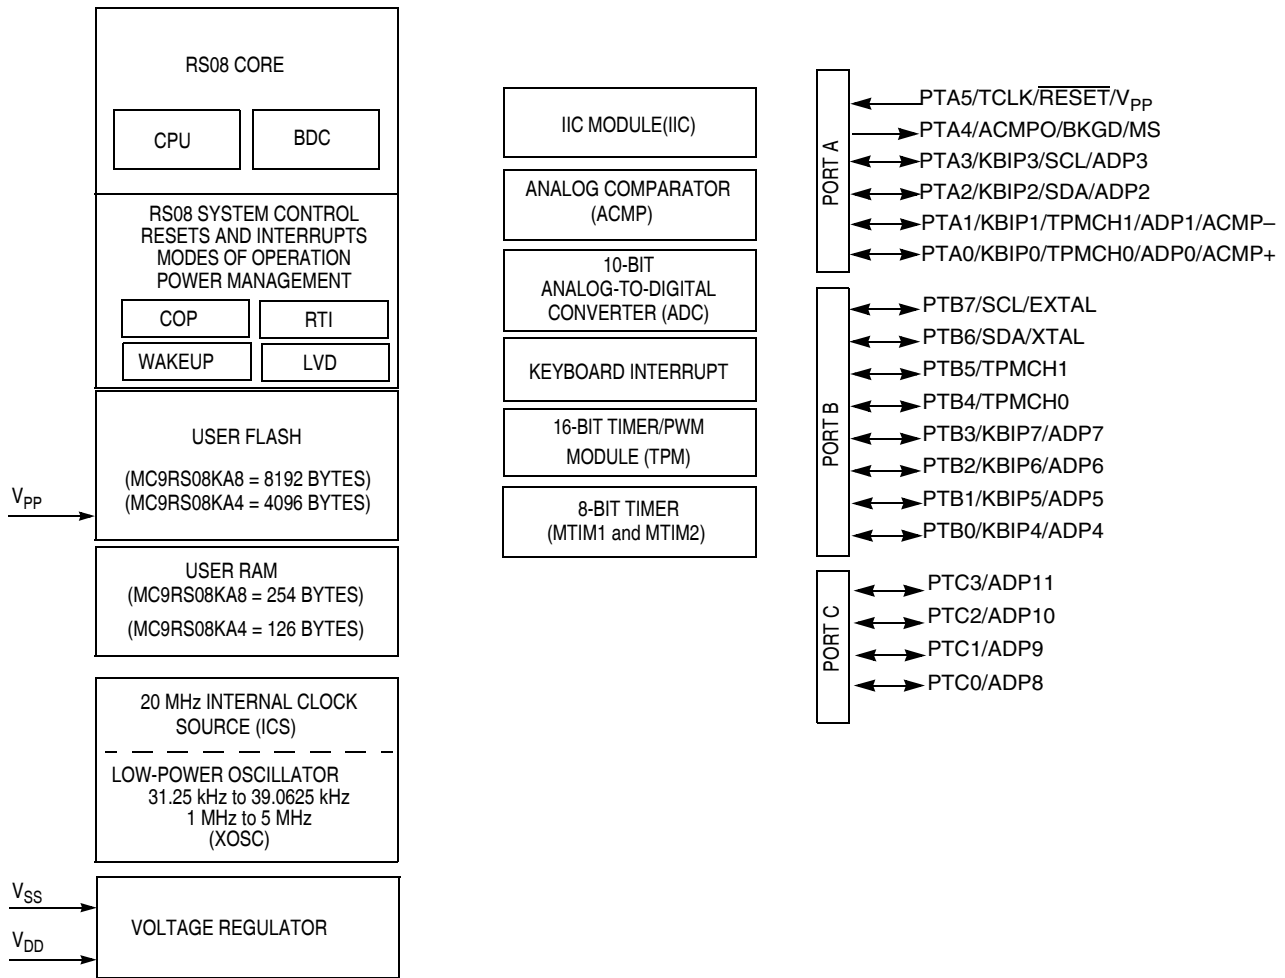 RS08 CORE
CPU
BDC
RS08 SYSTEM CONTROL
RESETS AND INTERRUPTS
MODES OF OPERATION
POWER MANAGEMENT
COP
RTI
WAKEUP
LVD
USER FLASH
(MC9RS08KA8 = 8192 BYTES)
(MC9RS08KA4 = 4096 BYTES)
VPP
USER RAM
(MC9RS08KA8 = 254 BYTES)
(MC9RS08KA4 = 126 BYTES)
20 MHz INTERNAL CLOCK
SOURCE (ICS)
LOW-POWER OSCILLATOR
31.25 kHz to 39.0625 kHz
1 MHz to 5 MHz
(XOSC)
VSS
VDD
VOLTAGE REGULATOR
IIC MODULE(IIC)
ANALOG COMPARATOR
(ACMP)
10-BIT
ANALOG-TO-DIGITAL
CONVERTER (ADC)
KEYBOARD INTERRUPT
16-BIT TIMER/PWM
MODULE (TPM)
8-BIT TIMER
(MTIM1 and MTIM2)
PORT A
PTA5/TCLK/RESET/VPP
PTA4/ACMPO/BKGD/MS
PTA3/KBIP3/SCL/ADP3
PTA2/KBIP2/SDA/ADP2
PTA1/KBIP1/TPMCH1/ADP1/ACMP–
PTA0/KBIP0/TPMCH0/ADP0/ACMP+
PORT B
PTB7/SCL/EXTAL
PTB6/SDA/XTAL
PTB5/TPMCH1
PTB4/TPMCH0
PTB3/KBIP7/ADP7
PTB2/KBIP6/ADP6
PTB1/KBIP5/ADP5
PTB0/KBIP4/ADP4
PORT C
PTC3/ADP11
PTC2/ADP10
PTC1/ADP9
PTC0/ADP8